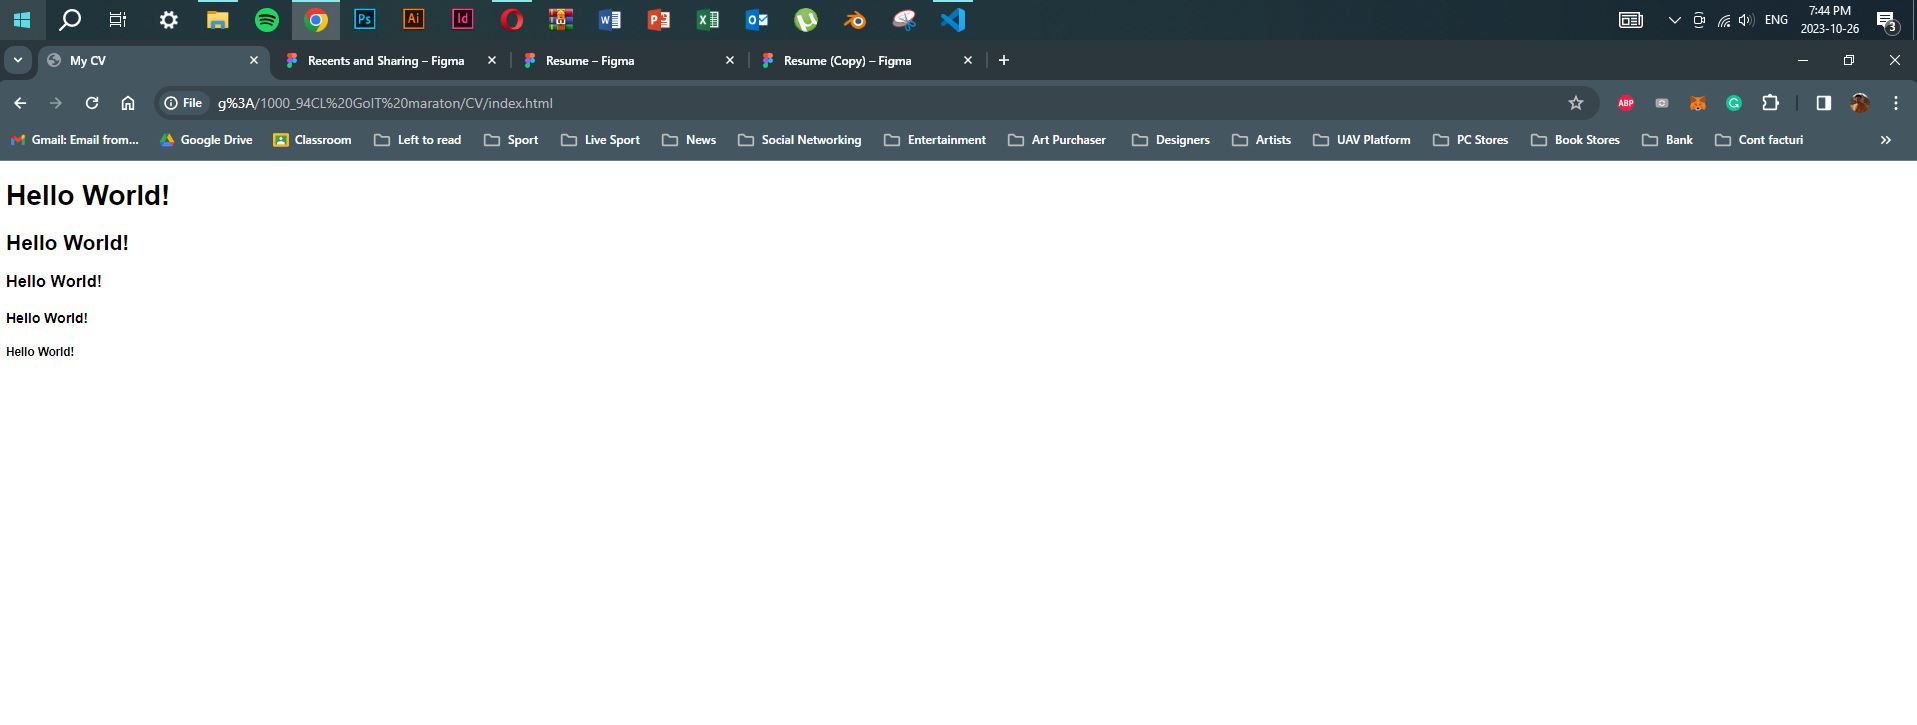 Ps Ai Id ENG 7:44 PM
2023-10-26 3
My CV Recents and Sharing – Figma Resume – Figma Resume (Copy) – Figma
File g%3A/1000_94CL%20GoIT%20maraton/CV/index.html ABP
Gmail: Email from... Google Drive Classroom Left to read Sport Live Sport News Social Networking Entertainment Art Purchaser Designers Artists UAV Platform PC Stores Book Stores Bank Cont facturi
Hello World!
Hello World!
Hello World!
Hello World!
Hello World!